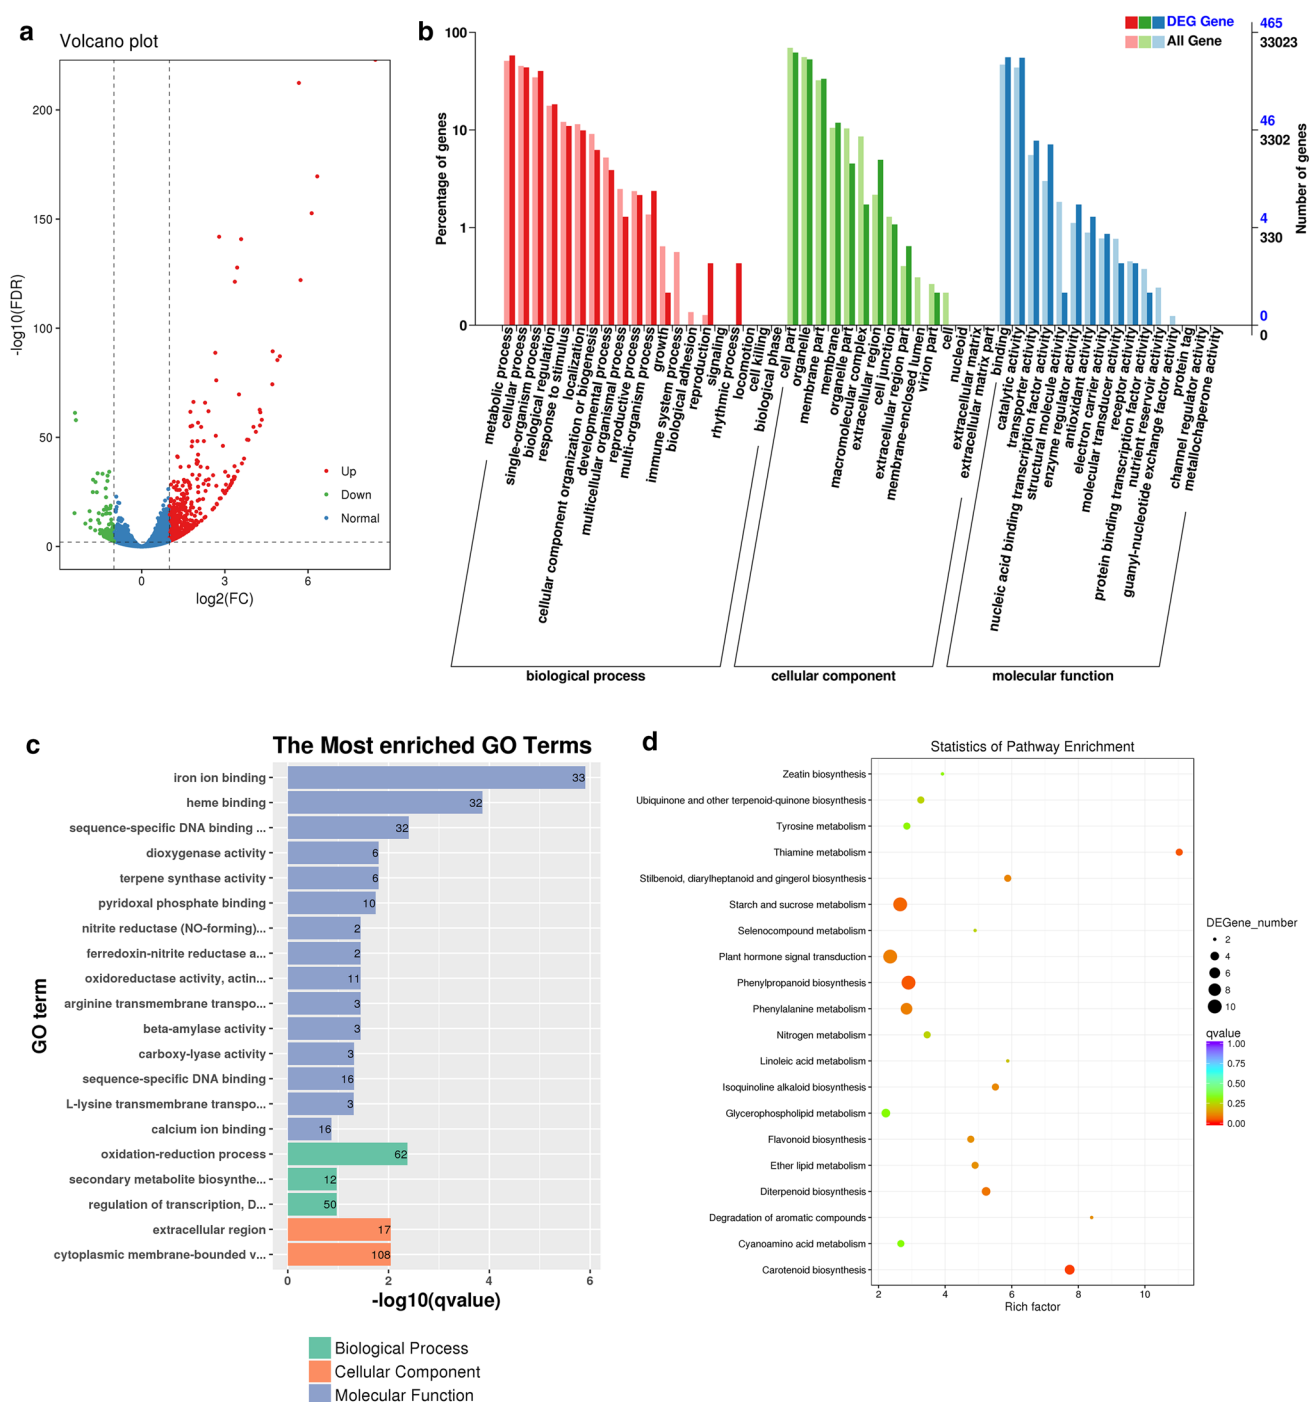 a
Volcano plot
-log10(FDR)
200
150
100
50
0
0
3
6
log2(FC)
Up
Down
Normal
b
DEG Gene
All Gene
465
33023
46
3302
4
330
0
0
Number of genes
Percentage of genes
100
10
1
0
metabolic process
cellular process
single-organism process
biological regulation
response to stimulus
localization
cellular component organization or biogenesis
developmental process
multicellular organismal process
reproductive process
multi-organism process
growth
immune system process
biological adhesion
reproduction
signaling
rhythmic process
locomotion
cell killing
biological phase
cell part
organelle
membrane part
membrane
organelle part
macromolecular complex
extracellular region
cell junction
extracellular region part
membrane-enclosed lumen
virion part
cell
nucleoid
extracellular matrix
extracellular matrix part
binding
catalytic activity
transporter activity
nucleic acid binding transcription factor activity
structural molecule activity
enzyme regulator activity
antioxidant activity
electron carrier activity
molecular transducer activity
receptor activity
protein binding transcription factor activity
nutrient reservoir activity
guanyl-nucleotide exchange factor activity
protein tag
channel regulator activity
metallochaperone activity
biological process
cellular component
molecular function
c
The Most enriched GO Terms
GO term
iron ion binding 33
heme binding 32
sequence-specific DNA binding ... 32
dioxygenase activity 6
terpene synthase activity 6
pyridoxal phosphate binding 10
nitrite reductase (NO-forming)... 2
ferredoxin-nitrite reductase a... 2
oxidoreductase activity, actin... 11
arginine transmembrane transpo... 3
beta-amylase activity 3
carboxy-lyase activity 3
sequence-specific DNA binding 16
L-lysine transmembrane transpo... 3
calcium ion binding 16
oxidation-reduction process 62
secondary metabolite biosynthe... 12
regulation of transcription, D... 50
extracellular region 17
cytoplasmic membrane-bounded v... 108
0 2 4 6
-log10(qvalue)
Biological Process
Cellular Component
Molecular Function
d
Statistics of Pathway Enrichment
Zeatin biosynthesis
Ubiquinone and other terpenoid-quinone biosynthesis
Tyrosine metabolism
Thiamine metabolism
Stilbenoid, diarylheptanoid and gingerol biosynthesis
Starch and sucrose metabolism
Selenocompound metabolism
Plant hormone signal transduction
Phenylpropanoid biosynthesis
Phenylalanine metabolism
Nitrogen metabolism
Linoleic acid metabolism
Isoquinoline alkaloid biosynthesis
Glycerophospholipid metabolism
Flavonoid biosynthesis
Ether lipid metabolism
Diterpenoid biosynthesis
Degradation of aromatic compounds
Cyanoamino acid metabolism
Carotenoid biosynthesis
2 4 6 8 10
Rich factor
DEGene_number
2
4
6
8
10
qvalue
1.00
0.75
0.50
0.25
0.00